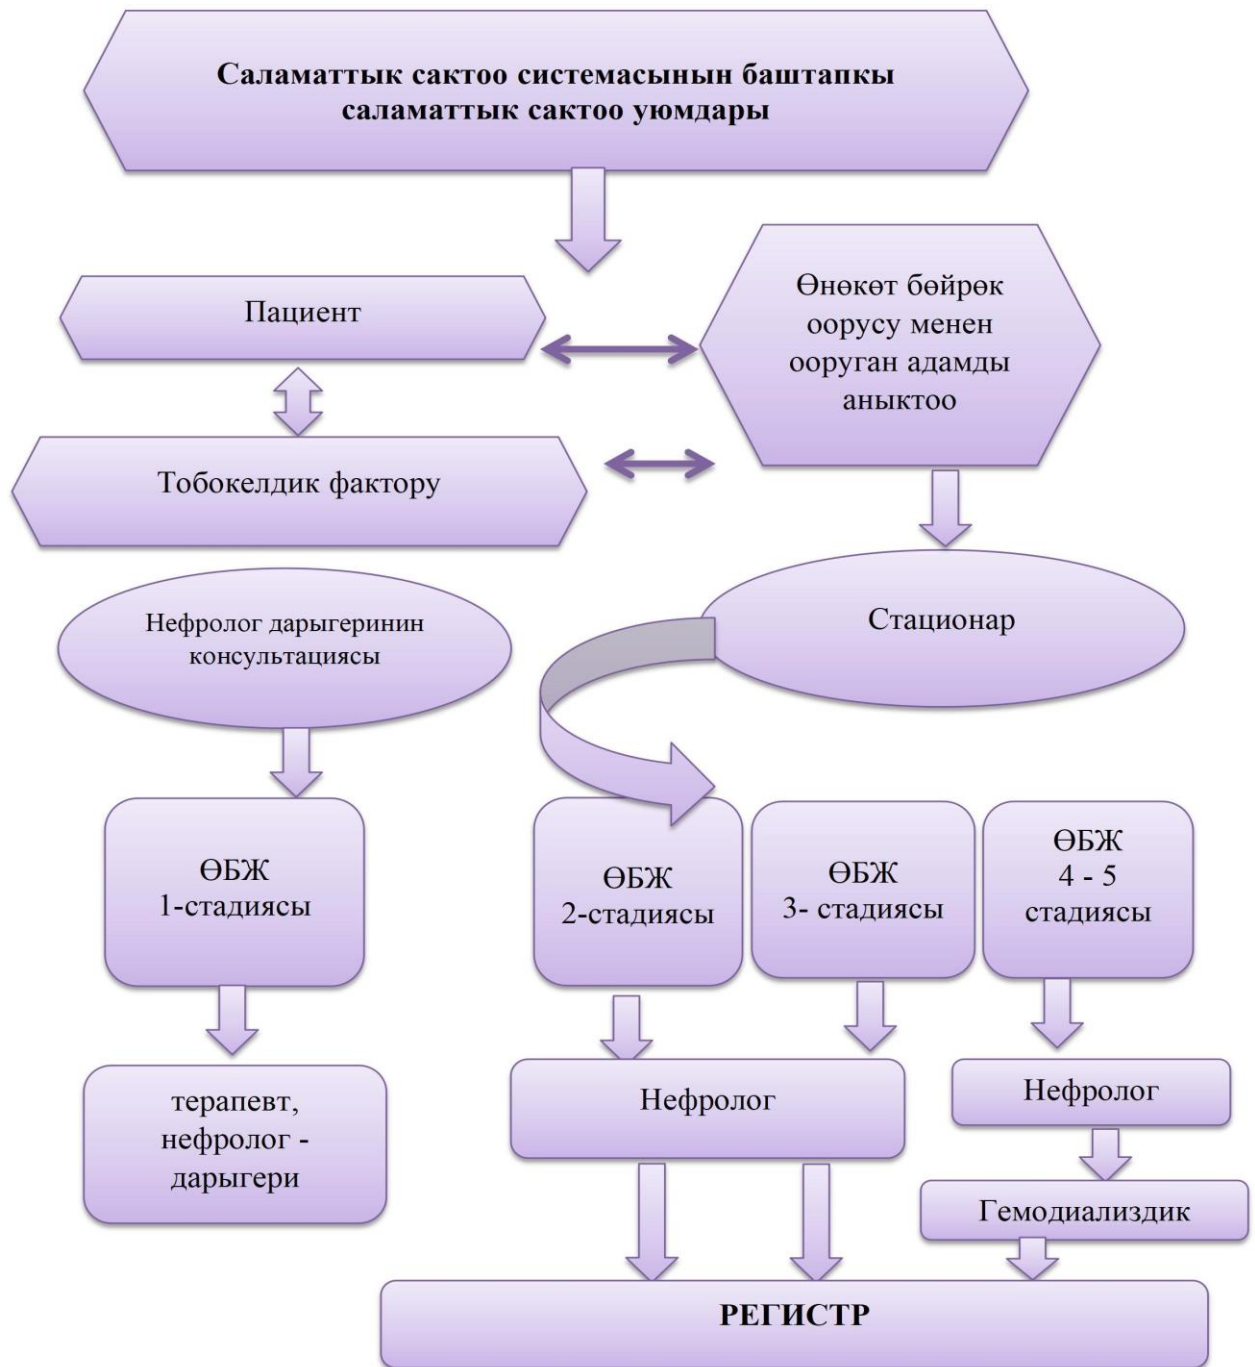 Саламаттык сактоо системасынын баштапкы
саламаттык сактоо уюмдары
Пациент
Өнөкөт бөйрөк
оорусу менен
ооруган адамды
аныктоо
Тобокелдик фактору
Нефролог дарыгеринин
консультациясы
Стационар
ӨБЖ
1-стадиясы
ӨБЖ
2-стадиясы
ӨБЖ
3- стадиясы
ӨБЖ
4 - 5
стадиясы
терапевт,
нефролог -
дарыгери
Нефролог
Нефролог
Гемодиализдик
РЕГИСТР